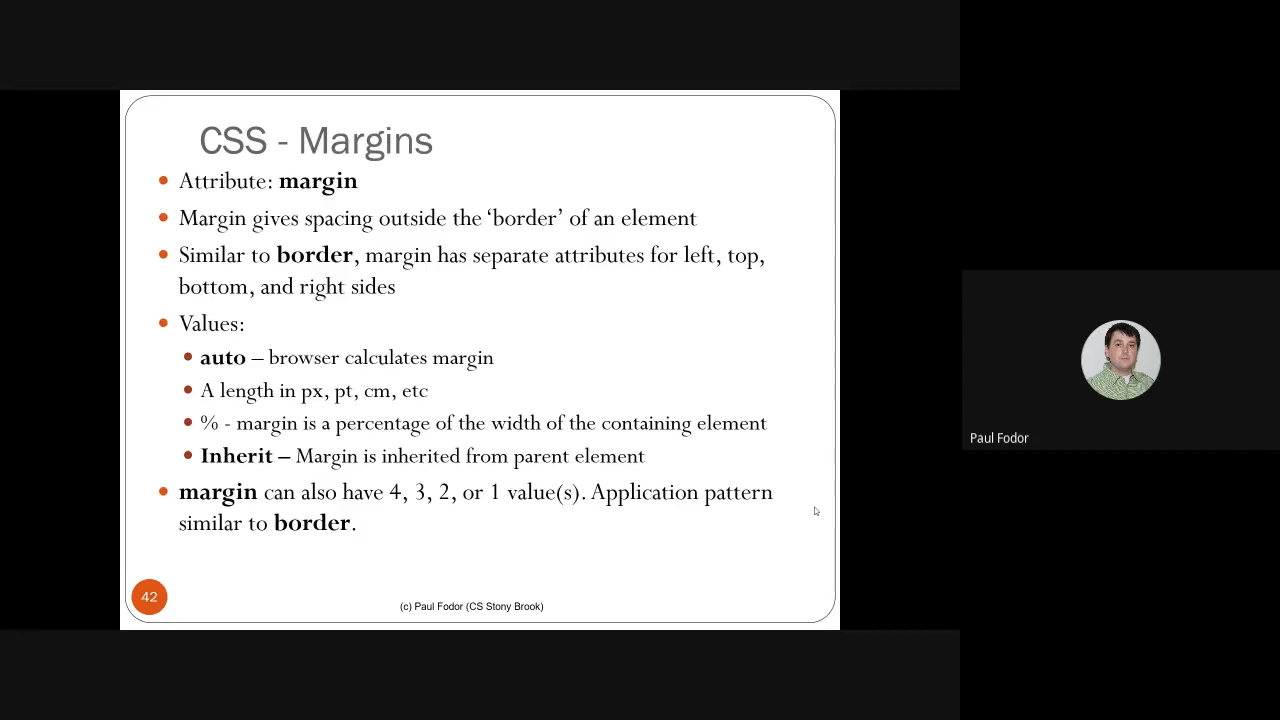 CSS - Margins
Attribute: margin
Margin gives spacing outside the ‘border’ of an element
Similar to border, margin has separate attributes for left, top,
bottom, and right sides
Values:
auto – browser calculates margin
A length in px, pt, cm, etc
% - margin is a percentage of the width of the containing element
Inherit – Margin is inherited from parent element
margin can also have 4, 3, 2, or 1 value(s). Application pattern
similar to border.
42
(c) Paul Fodor (CS Stony Brook)
Paul Fodor